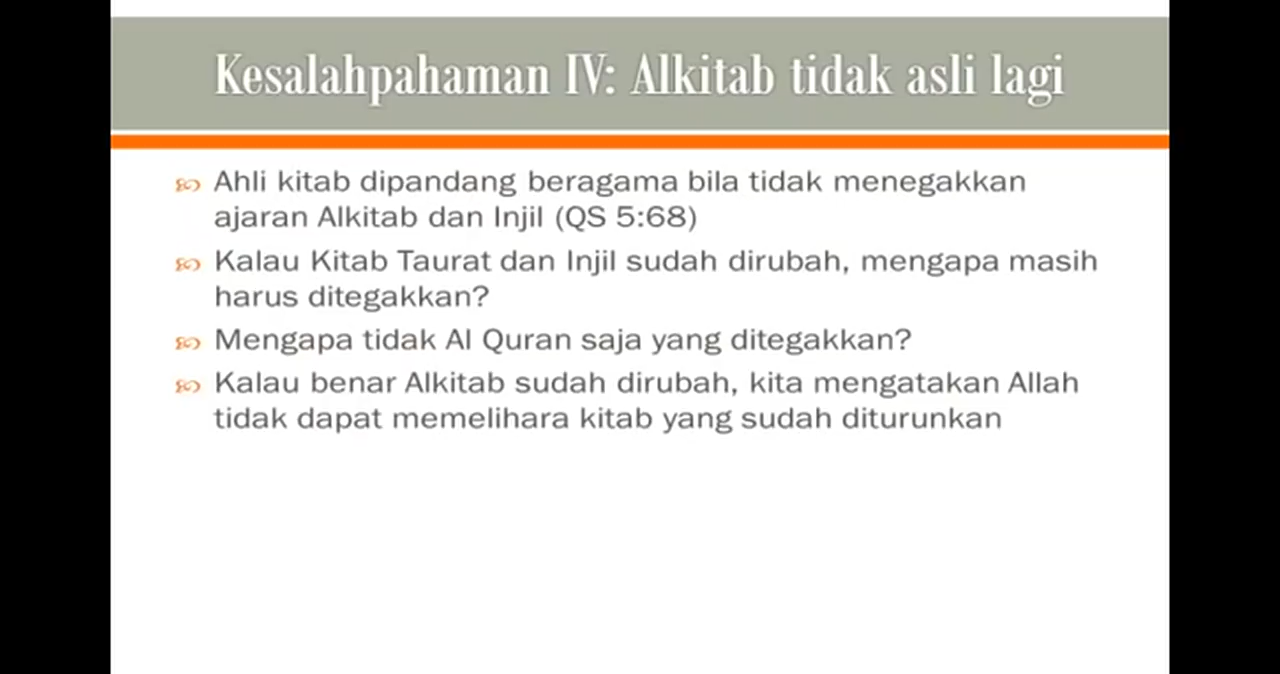 Kesalahpahaman IV: Alkitab tidak asli lagi
Ahli kitab dipandang beragama bila tidak menegakkan
ajaran Alkitab dan Injil (QS 5:68)
Kalau Kitab Taurat dan Injil sudah dirubah, mengapa masih
harus ditegakkan?
Mengapa tidak Al Quran saja yang ditegakkan?
Kalau benar Alkitab sudah dirubah, kita mengatakan Allah
tidak dapat memelihara kitab yang sudah diturunkan